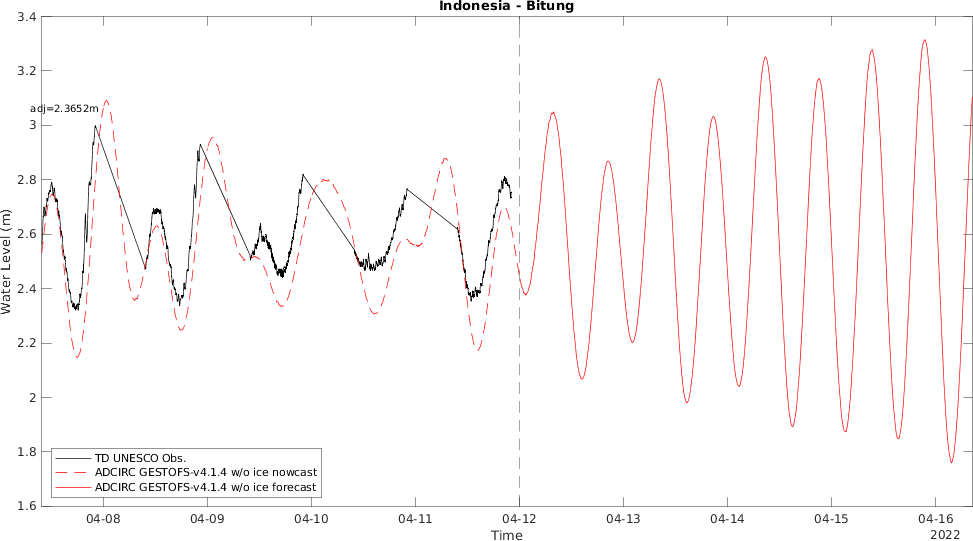 Indonesia - Bitung
3.4
3.2
adj=2.3652m
3
2.8
2.6
2.4
2.2
2
1.8
1.6
Water Level (m)
TD UNESCO Obs.
ADCIRC GESTOFS-v4.1.4 w/o ice nowcast
ADCIRC GESTOFS-v4.1.4 w/o ice forecast
04-08 04-09 04-10 04-11 04-12 04-13 04-14 04-15 04-16
Time
2022